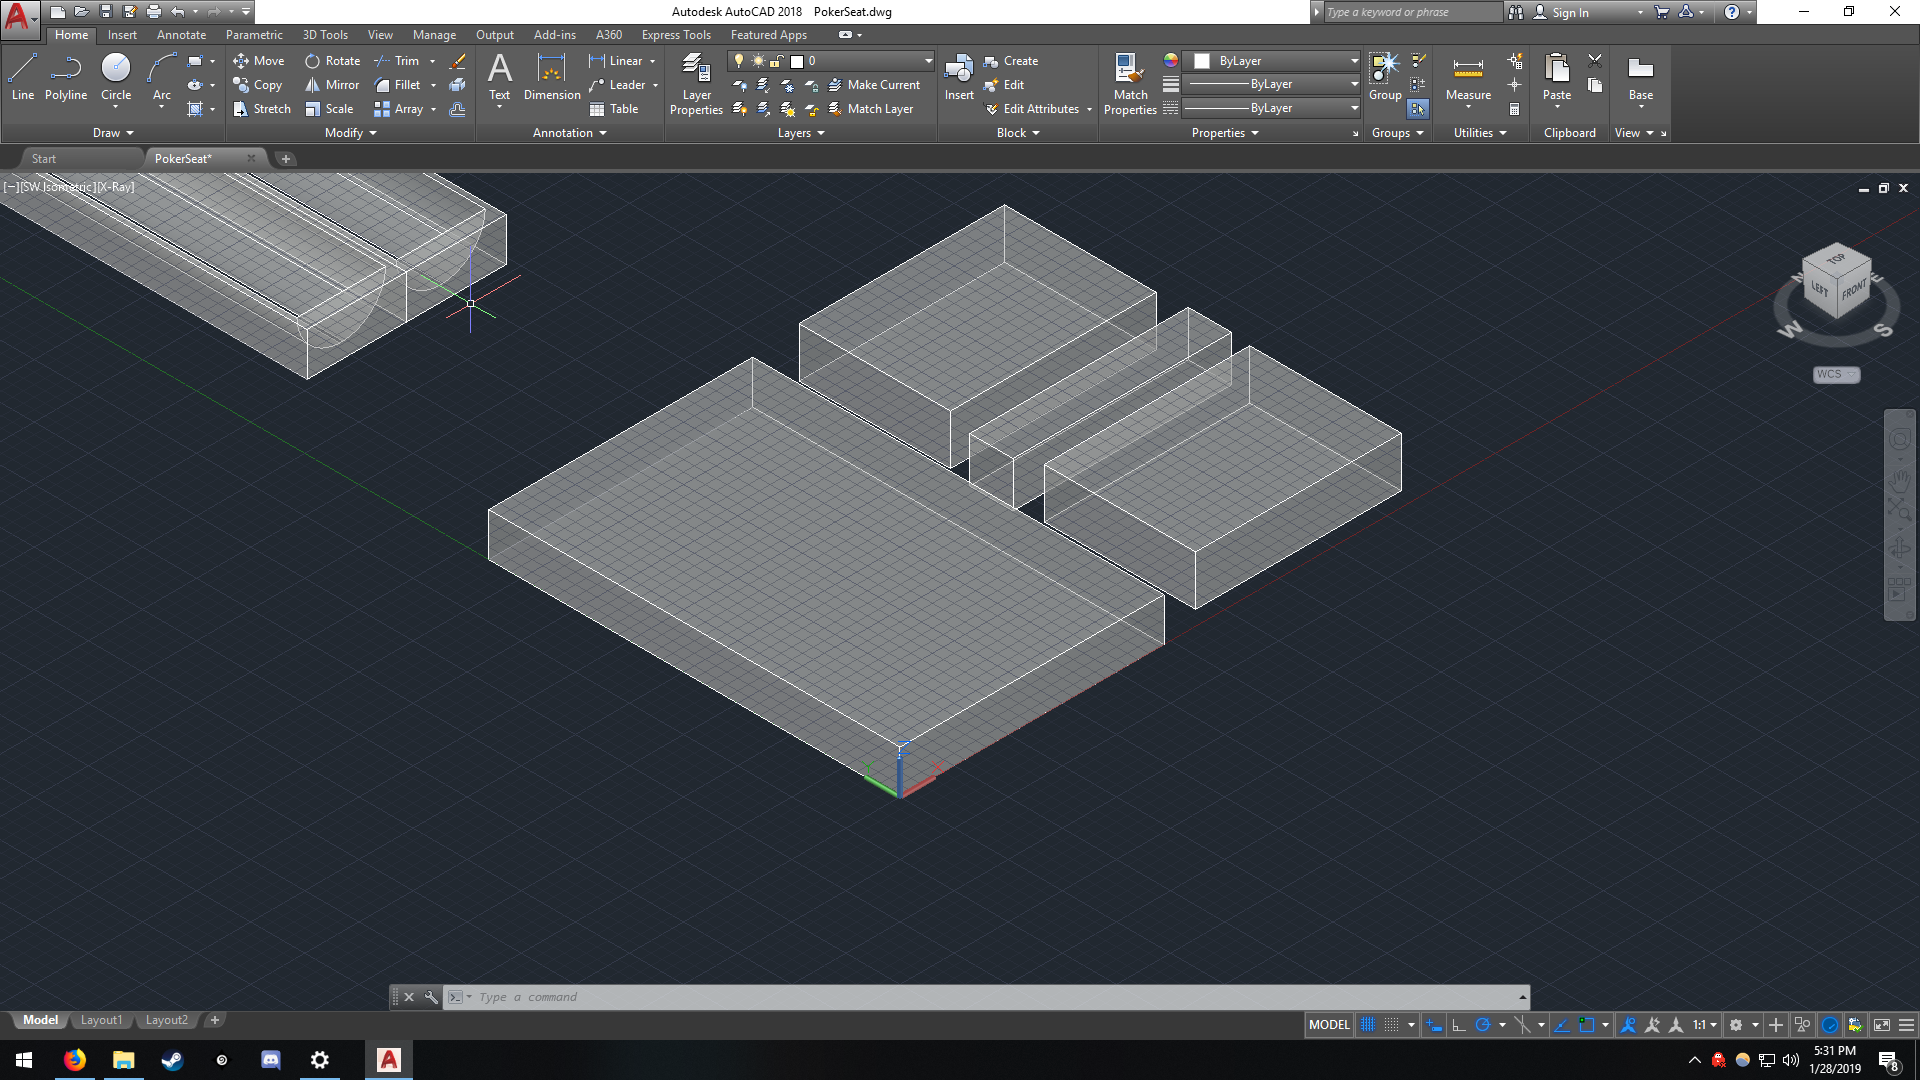 Autodesk AutoCAD 2018 PokerSeat.dwg
Type a keyword or phrase
Sign In
Home Insert Annotate Parametric 3D Tools View Manage Output Add-ins A360 Express Tools Featured Apps
Line Polyline Circle Arc
Draw
Move Rotate Trim
Copy Mirror Fillet
Stretch Scale Array
Modify
Text Dimension
Linear
Leader
Table
Annotation
Layer Properties
0
Make Current
Match Layer
Layers
Insert
Create
Edit
Edit Attributes
Block
Match Properties
ByLayer
ByLayer
ByLayer
Properties
Group
Groups
Measure
Utilities
Paste
Clipboard
Base
View
Start PokerSeat*
[−][SW Isometric][X-Ray]
TOP
LEFT FRONT
N E
W S
WCS
Type a command
Model Layout1 Layout2
MODEL 1:1
5:31 PM
1/28/2019
8